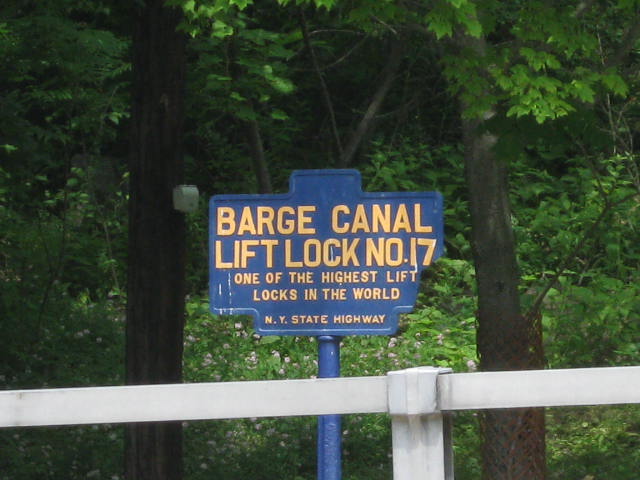 BARGE CANAL
LIFT LOCK NO. 17
ONE OF THE HIGHEST LIFT
LOCKS IN THE WORLD
N.Y. STATE HIGHWAY